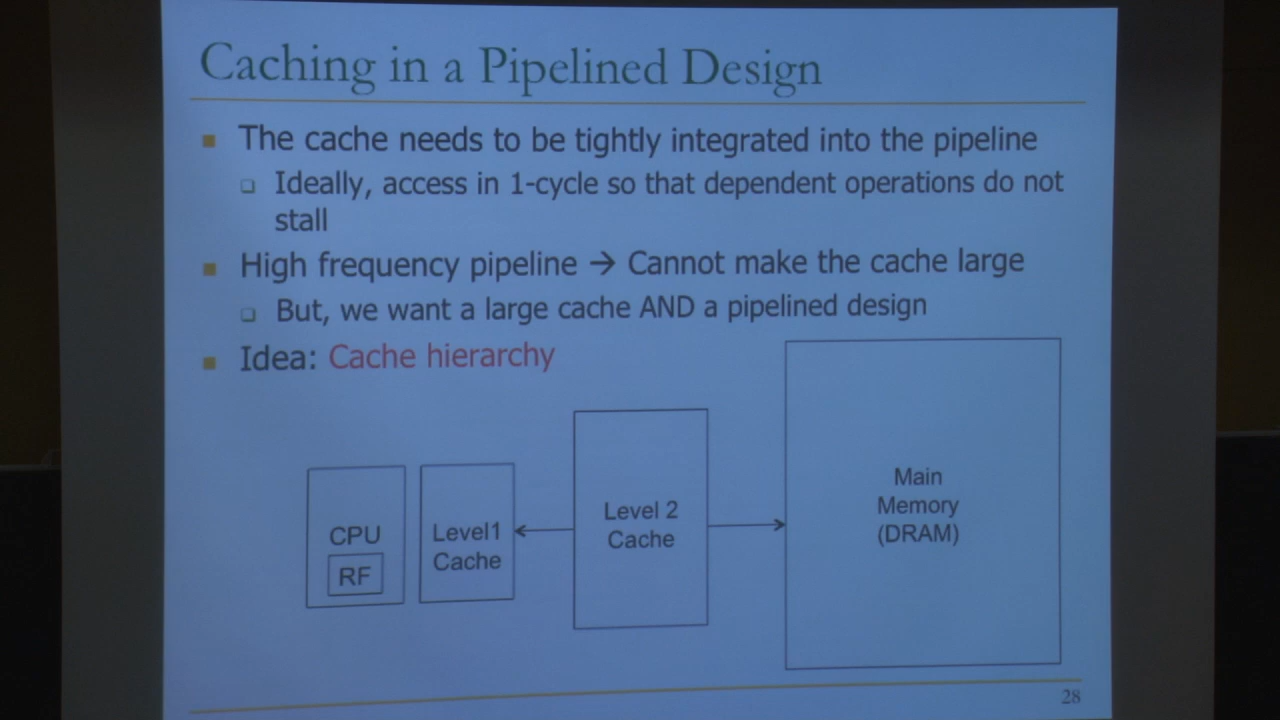 Caching in a Pipelined Design
The cache needs to be tightly integrated into the pipeline
Ideally, access in 1-cycle so that dependent operations do not
stall
High frequency pipeline → Cannot make the cache large
But, we want a large cache AND a pipelined design
Idea: Cache hierarchy
CPU
RF
Level1
Cache
Level 2
Cache
Main
Memory
(DRAM)
28